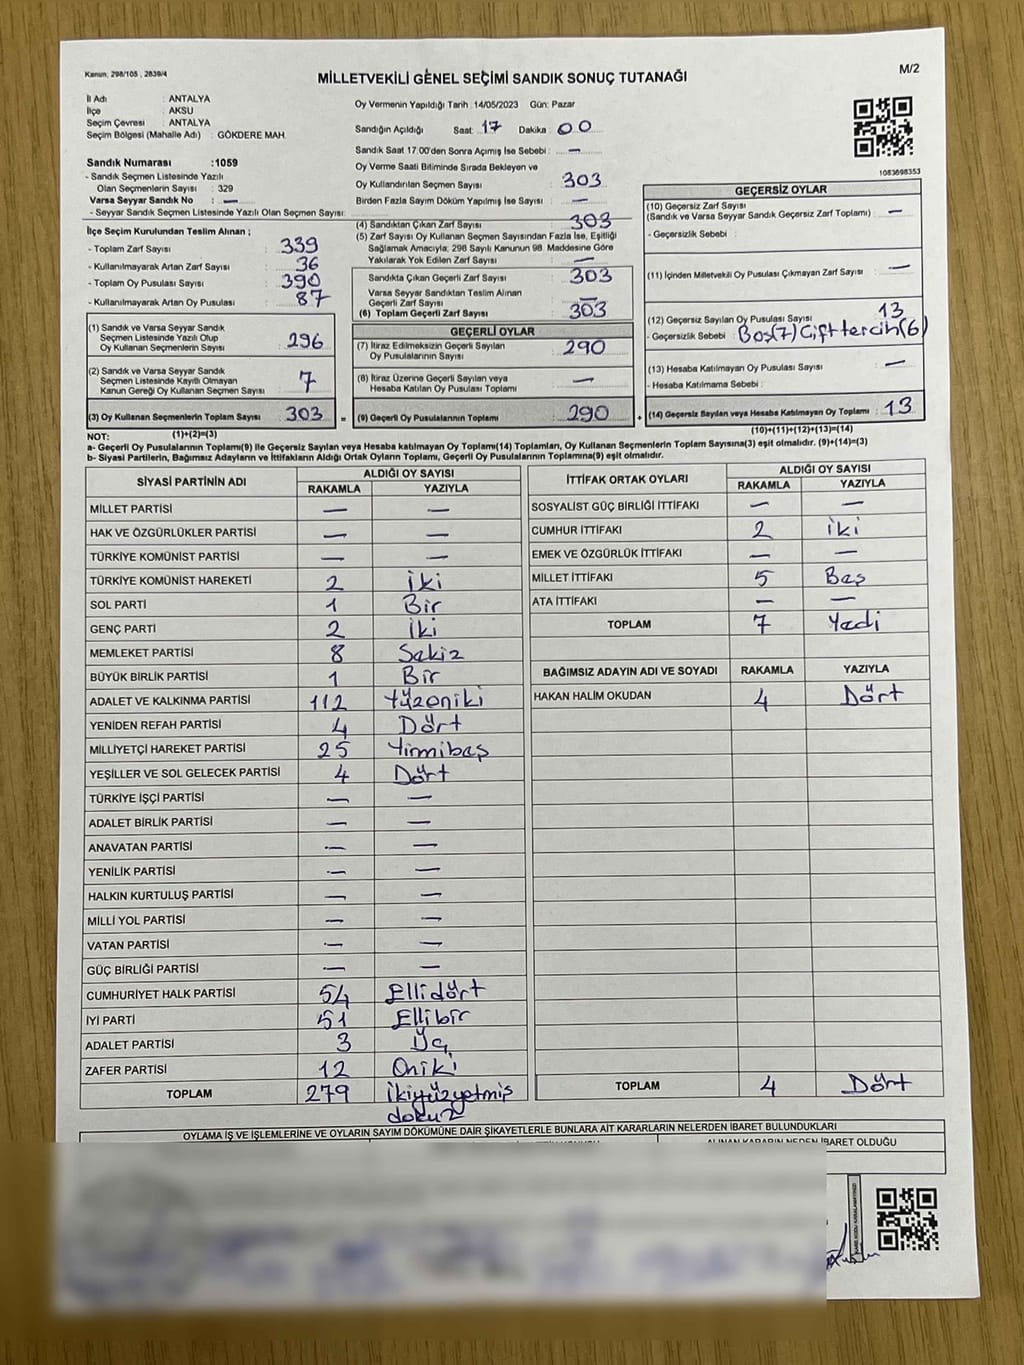 Kanun; 298/105 , 2839/4
MİLLETVEKİLİ GENEL SEÇİMİ SANDIK SONUÇ TUTANAĞI
M/2
İl Adı : ANTALYA
İlçe : AKSU
Seçim Çevresi : ANTALYA
Seçim Bölgesi (Mahalle Adı) : GÖKDERE MAH.
Sandık Numarası :1059
- Sandık Seçmen Listesinde Yazılı
Olan Seçmenlerin Sayısı : 329
Varsa Seyyar Sandık No : —
- Seyyar Sandık Seçmen Listesinde Yazılı Olan Seçmen Sayısı:
İlçe Seçim Kurulundan Teslim Alınan ;
- Toplam Zarf Sayısı : 339
- Kullanılmayarak Artan Zarf Sayısı : 36
- Toplam Oy Pusulası Sayısı : 390
- Kullanılmayarak Artan Oy Pusulası : 87
Oy Vermenin Yapıldığı Tarih :14/05/2023 Gün: Pazar
Sandığın Açıldığı Saat: 17 Dakika: 00
Sandık Saat 17:00'den Sonra Açılmış İse Sebebi : —
Oy Verme Saati Bitiminde Sırada Bekleyen ve
Oy Kullandırılan Seçmen Sayısı : 303
Birden Fazla Sayım Döküm Yapılmış İse Sayısı : —
(4) Sandıktan Çıkan Zarf Sayısı : 303
(5) Zarf Sayısı Oy Kullanan Seçmen Sayısından Fazla İse, Eşitliği
Sağlamak Amacıyla; 298 Sayılı Kanunun 98. Maddesine Göre
Yakılarak Yok Edilen Zarf Sayısı : —
Sandıkta Çıkan Geçerli Zarf Sayısı : 303
Varsa Seyyar Sandıktan Teslim Alınan
Geçerli Zarf Sayısı : —
(6) Toplam Geçerli Zarf Sayısı : 303
1083698353
GEÇERSİZ OYLAR
(10) Geçersiz Zarf Sayısı
(Sandık ve Varsa Seyyar Sandık Geçersiz Zarf Toplamı) : —
- Geçersizlik Sebebi :
(11) İçinden Milletvekili Oy Pusulası Çıkmayan Zarf Sayısı : —
(12) Geçersiz Sayılan Oy Pusulası Sayısı : 13
- Geçersizlik Sebebi : Boş(7) Çift tercih(6)
(13) Hesaba Katılmayan Oy Pusulası Sayısı : —
- Hesaba Katılmama Sebebi :
(14) Geçersiz Sayılan veya Hesaba Katılmayan Oy Toplamı : 13
(10)+(11)+(12)+(13)=(14)
(1) Sandık ve Varsa Seyyar Sandık
Seçmen Listesinde Yazılı Olup
Oy Kullanan Seçmenlerin Sayısı : 296
(2) Sandık ve Varsa Seyyar Sandık
Seçmen Listesinde Kayıtlı Olmayan
Kanun Gereği Oy Kullanan Seçmen Sayısı : 7
(3) Oy Kullanan Seçmenlerin Toplam Sayısı : 303 =
(1)+(2)=(3)
GEÇERLİ OYLAR
(7) İtiraz Edilmeksizin Geçerli Sayılan
Oy Pusulalarının Sayısı : 290
(8) İtiraz Üzerine Geçerli Sayılan veya
Hesaba Katılan Oy Pusulası Toplamı : —
(9) Geçerli Oy Pusulalarının Toplamı : 290 +
NOT:
a- Geçerli Oy Pusulalarının Toplamı(9) ile Geçersiz Sayılan veya Hesaba katılmayan Oy Toplamı(14) Toplamları, Oy Kullanan Seçmenlerin Toplam Sayısına(3) eşit olmalıdır. (9)+(14)=(3)
b- Siyasi Partilerin, Bağımsız Adayların ve İttifakların Aldığı Ortak Oyların Toplamı, Geçerli Oy Pusulalarının Toplamına(9) eşit olmalıdır.
SİYASİ PARTİNİN ADI ALDIĞI OY SAYISI
RAKAMLA YAZIYLA
MİLLET PARTİSİ — —
HAK VE ÖZGÜRLÜKLER PARTİSİ — —
TÜRKİYE KOMÜNİST PARTİSİ — —
TÜRKİYE KOMÜNİST HAREKETİ 2 İki
SOL PARTİ 1 Bir
GENÇ PARTİ 2 İki
MEMLEKET PARTİSİ 8 Sekiz
BÜYÜK BİRLİK PARTİSİ 1 Bir
ADALET VE KALKINMA PARTİSİ 112 Yüzoniki
YENİDEN REFAH PARTİSİ 4 Dört
MİLLİYETÇİ HAREKET PARTİSİ 25 Yirmibeş
YEŞİLLER VE SOL GELECEK PARTİSİ 4 Dört
TÜRKİYE İŞÇİ PARTİSİ — —
ADALET BİRLİK PARTİSİ — —
ANAVATAN PARTİSİ — —
YENİLİK PARTİSİ — —
HALKIN KURTULUŞ PARTİSİ — —
MİLLİ YOL PARTİSİ — —
VATAN PARTİSİ — —
GÜÇ BİRLİĞİ PARTİSİ — —
CUMHURİYET HALK PARTİSİ 54 Ellidört
İYİ PARTİ 51 Ellibir
ADALET PARTİSİ 3 Üç
ZAFER PARTİSİ 12 Oniki
TOPLAM 279 İkiyüzyetmiş
dokuz
İTTİFAK ORTAK OYLARI ALDIĞI OY SAYISI
RAKAMLA YAZIYLA
SOSYALİST GÜÇ BİRLİĞİ İTTİFAKI — —
CUMHUR İTTİFAKI 2 İki
EMEK VE ÖZGÜRLÜK İTTİFAKI — —
MİLLET İTTİFAKI 5 Beş
ATA İTTİFAKI — —
TOPLAM 7 Yedi
BAĞIMSIZ ADAYIN ADI VE SOYADI RAKAMLA YAZIYLA
HAKAN HALİM OKUDAN 4 Dört
TOPLAM 4 Dört
OYLAMA İŞ VE İŞLEMLERİNE VE OYLARIN SAYIM DÖKÜMÜNE DAİR ŞİKAYETLERLE BUNLARA AİT KARARLARIN NELERDEN İBARET BULUNDUKLARI
ALINAN KARARIN NEDEN İBARET OLDUĞU